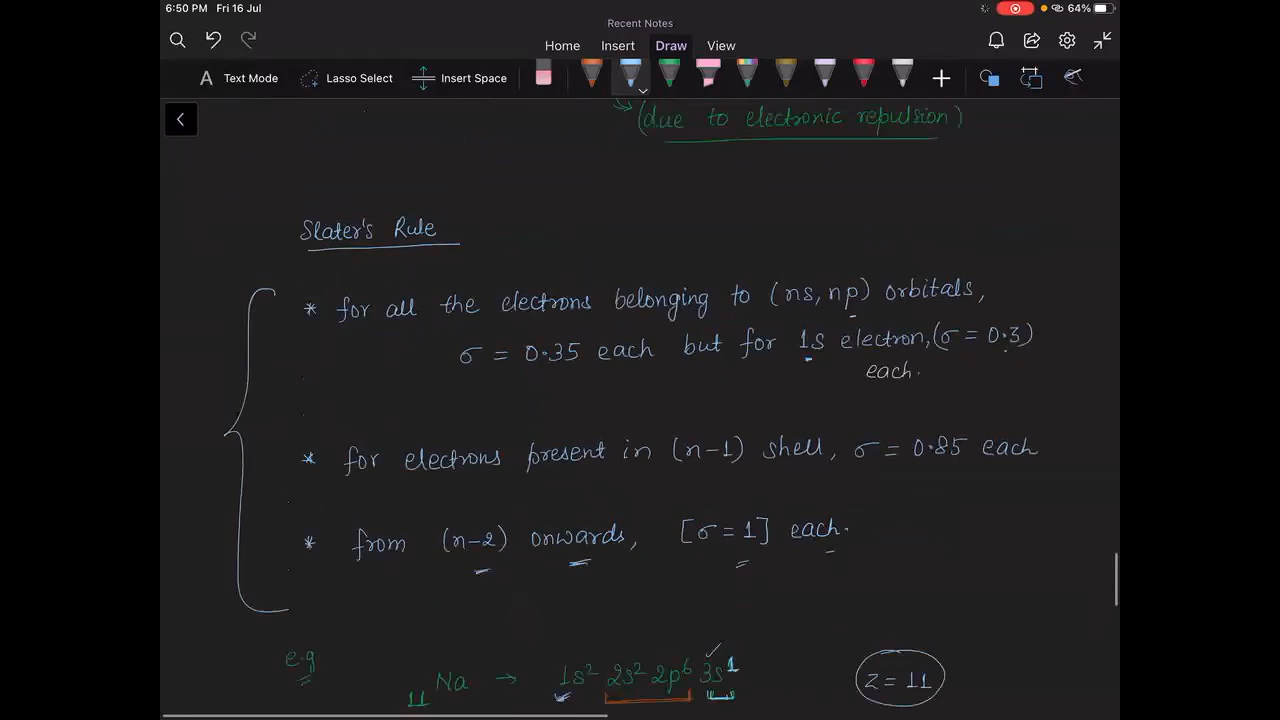 6:50 PM Fri 16 Jul
64%
Recent Notes
Home Insert Draw View
A Text Mode Lasso Select Insert Space
(due to electronic repulsion)
Slater's Rule
* for all the electrons belonging to (ns, np) orbitals,
σ = 0.35 each but for 1s electron, (σ = 0.3)
each.
* for electrons present in (n-1) shell, σ = 0.85 each
* from (n-2) onwards, [σ = 1] each.
e.g
11Na → 1s² 2s² 2p⁶ 3s¹ Z = 11